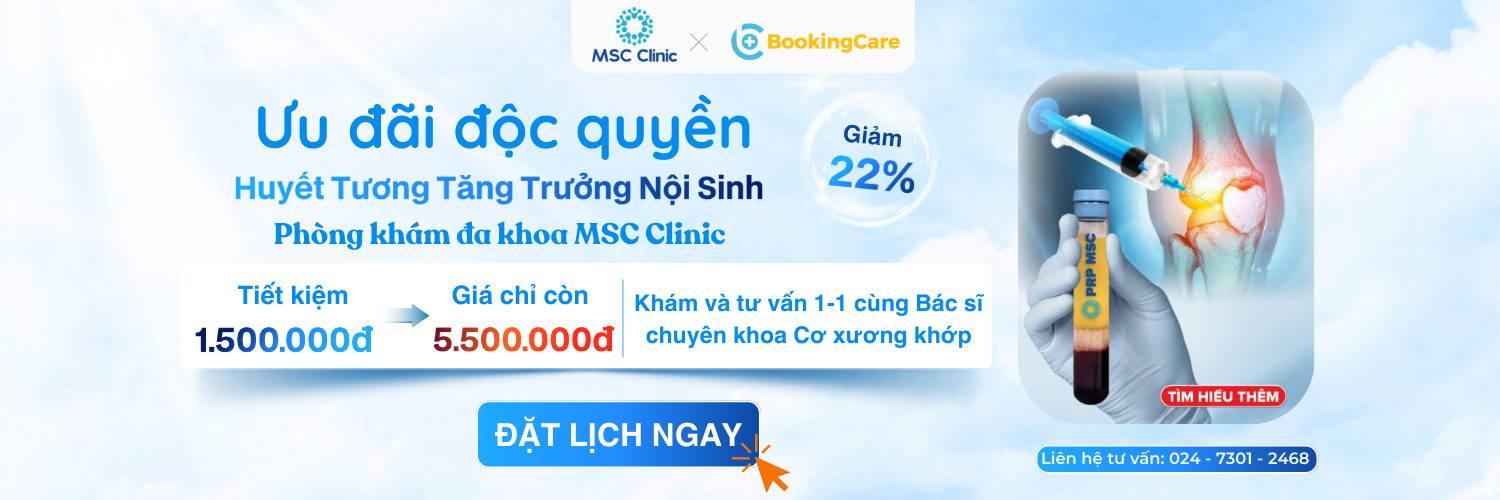 MSC Clinic
BookingCare
Ưu đãi độc quyền
Huyết Tương Tăng Trưởng Nội Sinh
Phòng khám đa khoa MSC Clinic
Giảm
22%
Tiết kiệm
1.500.000đ
Giá chỉ còn
5.500.000đ
Khám và tư vấn 1-1 cùng Bác sĩ
chuyên khoa Cơ xương khớp
ĐẶT LỊCH NGAY
PRP MSC
TÌM HIỂU THÊM
Liên hệ tư vấn: 024 - 7301 - 2468